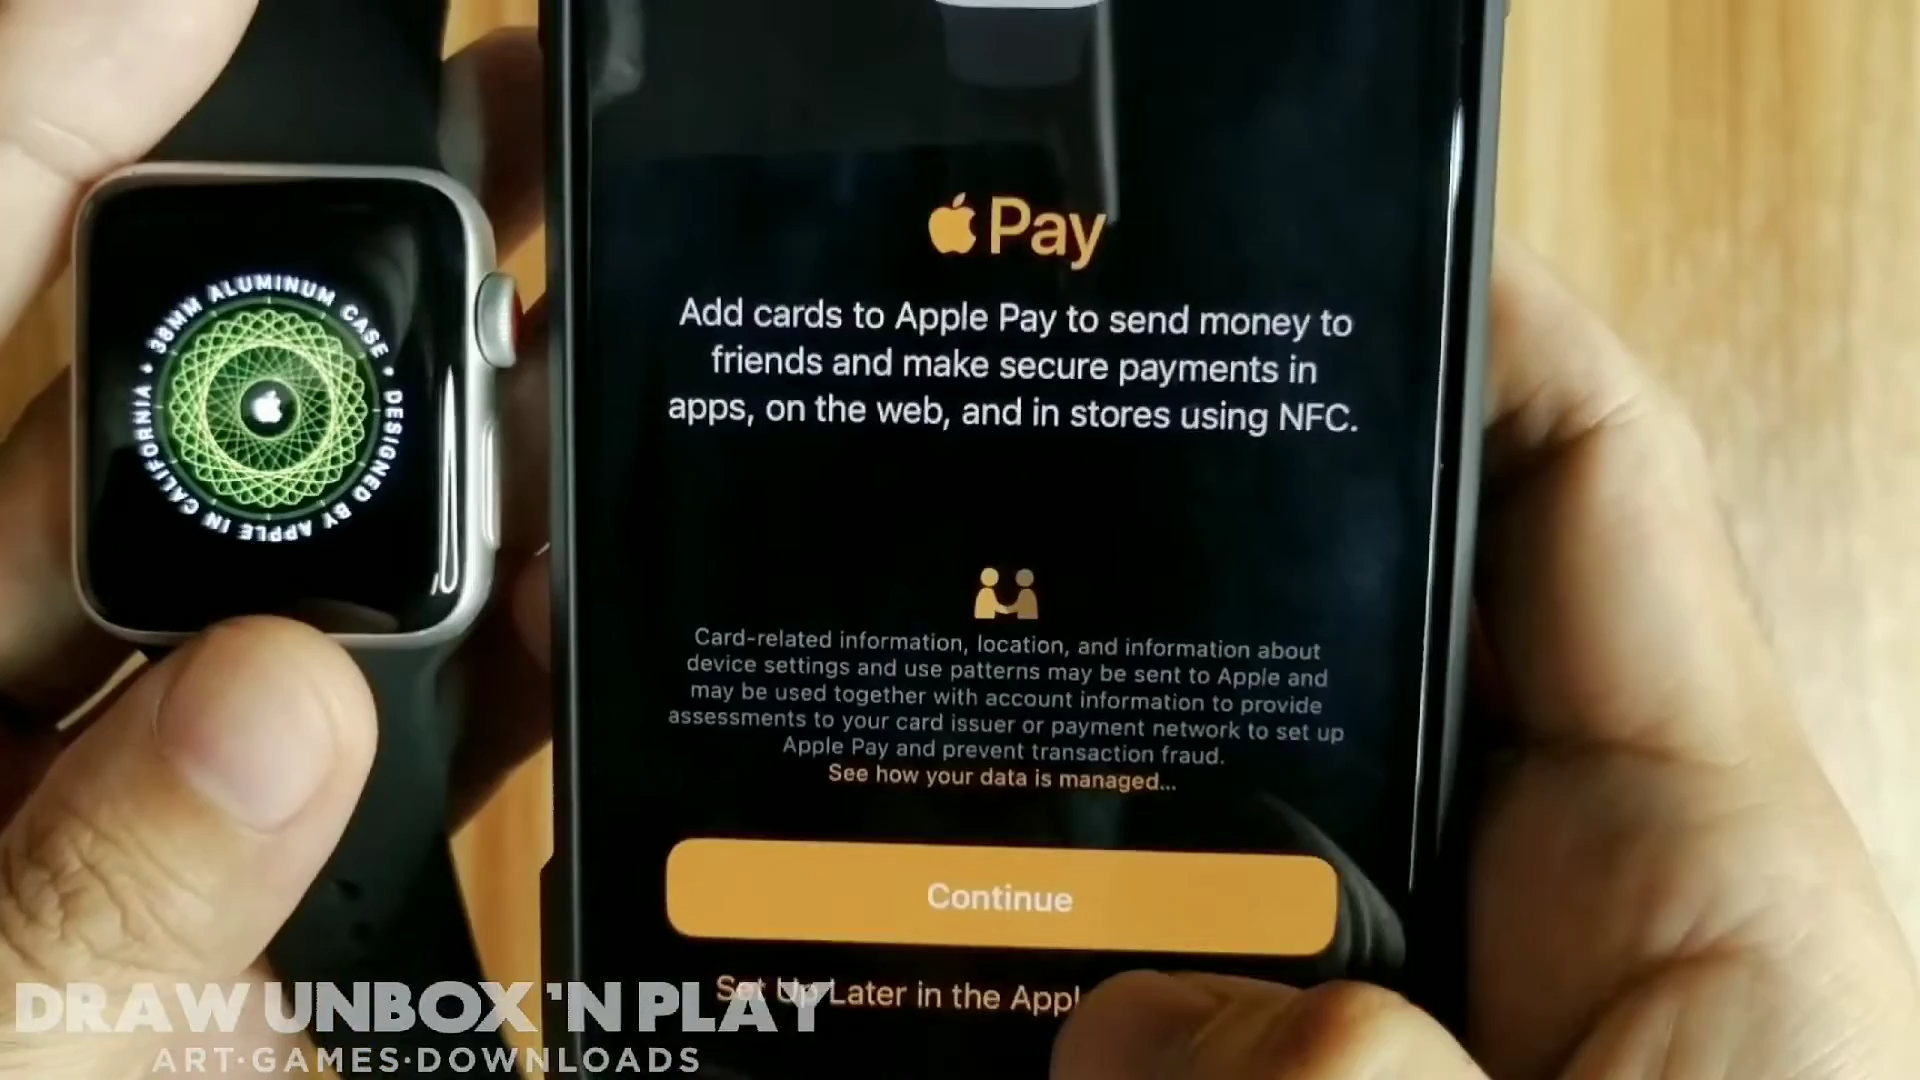 38MM ALUMINUM CASE • DESIGNED BY APPLE IN CALIFORNIA •
Pay
Add cards to Apple Pay to send money to
friends and make secure payments in
apps, on the web, and in stores using NFC.
Card-related information, location, and information about
device settings and use patterns may be sent to Apple and
may be used together with account information to provide
assessments to your card issuer or payment network to set up
Apple Pay and prevent transaction fraud.
See how your data is managed...
Continue
Set Up Later in the
DRAW UNBOX 'N PLAY
ART·GAMES·DOWNLOADS